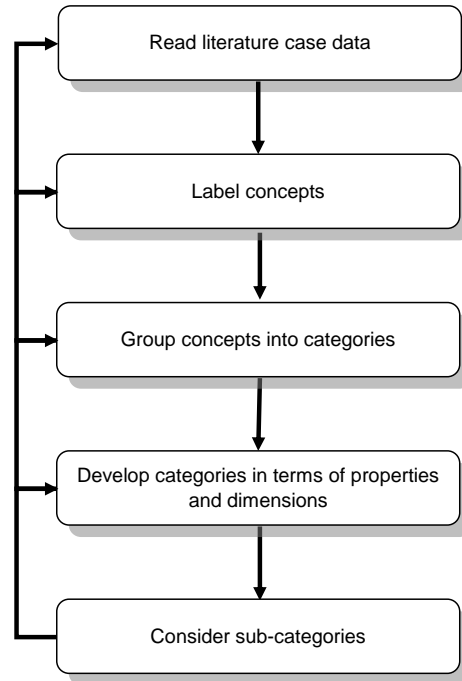 Read literature case data
Label concepts
Group concepts into categories
Develop categories in terms of properties
and dimensions
Consider sub-categories